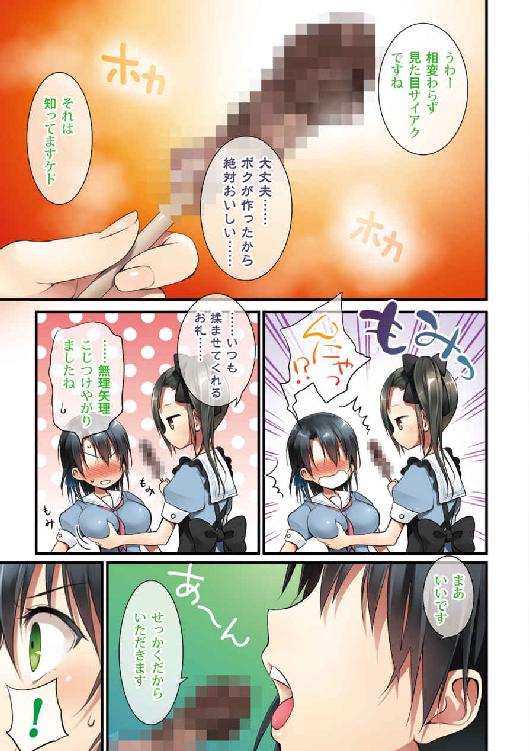 うわー
相変わらず
見た目サイアク
ですね
ホカ
それは
知ってますケド
大丈夫……
ボクが作ったから
絶対おいしい……
ホカ
もみっ
んにゃっ
!?
……いつも
揉ませてくれる
お礼……
……無理矢理
こじつけやがり
ましたね
もみ
もみ
まあ
いいです
あ〜ん
せっかくだから
いただきます
！